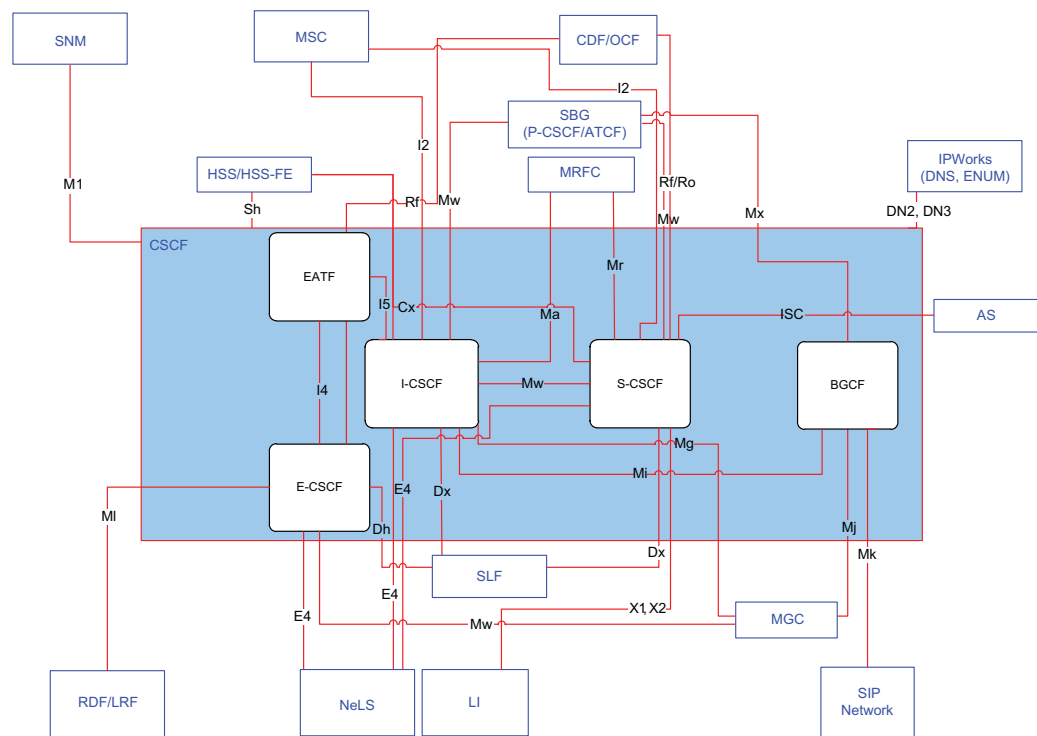 SNM
MSC
CDF/OCF
I2
SBG
(P-CSCF/ATCF)
I2
IPWorks
(DNS, ENUM)
HSS/HSS-FE
MRFC
M1
Rf/Ro
Sh
Rf
Mw
Mw
Mx
DN2, DN3
CSCF
EATF
Mr
I5
Cx
Ma
ISC
AS
I-CSCF
Mw
S-CSCF
BGCF
I4
Mg
Mi
E-CSCF
E4
Dx
Ml
Dh
Mj
Dx
Mk
SLF
E4
X1, X2
E4
Mw
MGC
RDF/LRF
NeLS
LI
SIP
Network